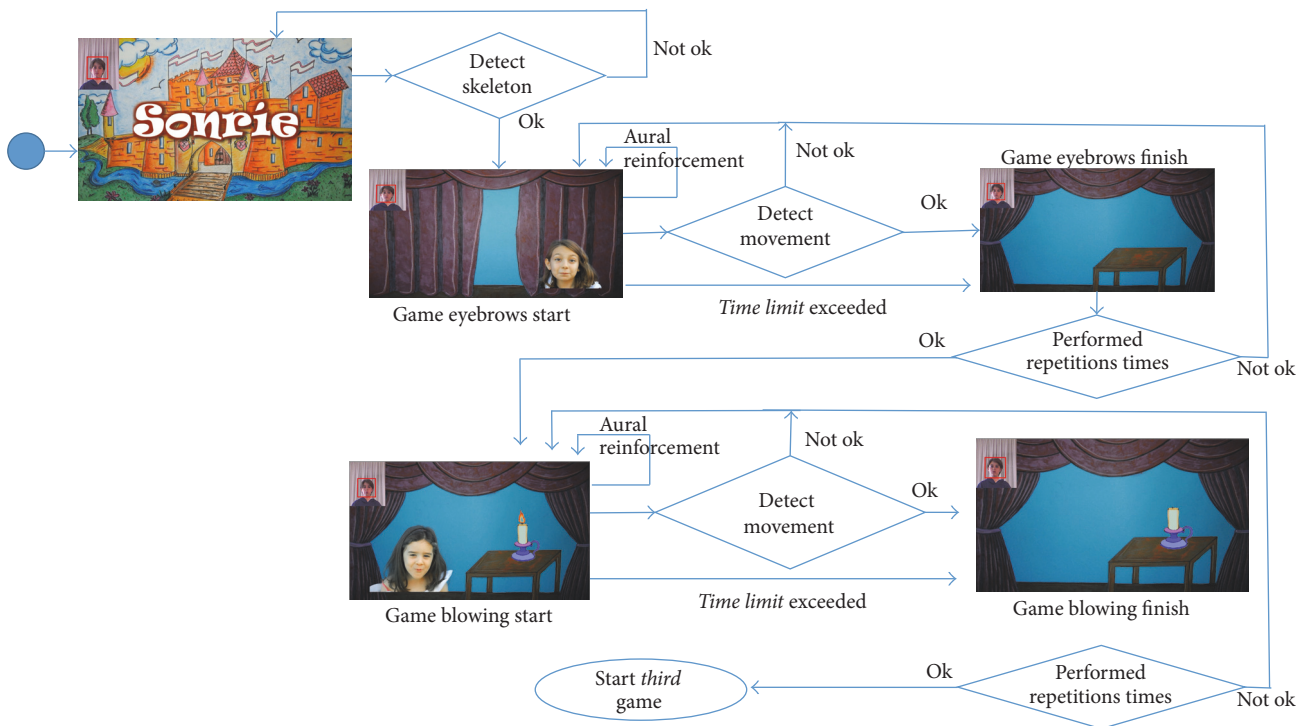 Sonríe
Detect
skeleton
Not ok
Ok
Aural
reinforcement
Not ok
Game eyebrows finish
Detect
movement
Ok
Game eyebrows start
Time limit exceeded
Ok
Performed
repetitions times
Not ok
Aural
reinforcement
Not ok
Detect
movement
Ok
Game blowing start
Time limit exceeded
Game blowing finish
Start third
game
Ok
Performed
repetitions times
Not ok